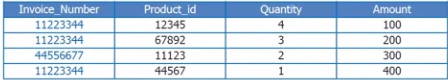 Invoice_Number Product_id Quantity Amount
11223344 12345 4 100
11223344 67892 3 200
44556677 11123 2 300
11223344 44567 1 400